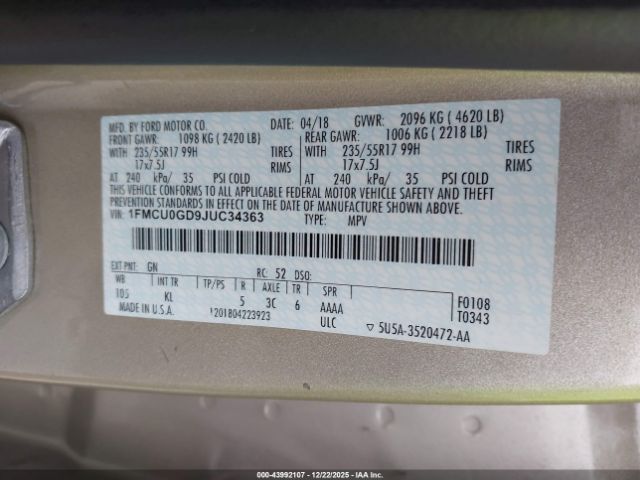 MFD. BY FORD MOTOR CO. DATE: 04/18 GVWR: 2096 KG ( 4620 LB)
FRONT GAWR: 1098 KG ( 2420 LB) REAR GAWR: 1006 KG ( 2218 LB)
WITH 235/55R17 99H TIRES WITH 235/55R17 99H TIRES
17x7.5J RIMS 17x7.5J RIMS
AT 240 kPa/ 35 PSI COLD AT 240 kPa/ 35 PSI COLD
THIS VEHICLE CONFORMS TO ALL APPLICABLE FEDERAL MOTOR VEHICLE SAFETY AND THEFT
PREVENTION STANDARDS IN EFFECT ON THE DATE OF MANUFACTURE SHOWN ABOVE.
VIN: 1FMCU0GD9JUC34363 TYPE: MPV
EXT PNT: GN RC: 52 DSO:
WB INT TR TP/PS R AXLE TR SPR
105 KL 5 3C 6 AAAA F0108
MADE IN U.S.A. *201804223923 ULC T0343
▽ 5U5A-3520472-AA
000-43992107 - 12/22/2025 - IAAI, Inc.